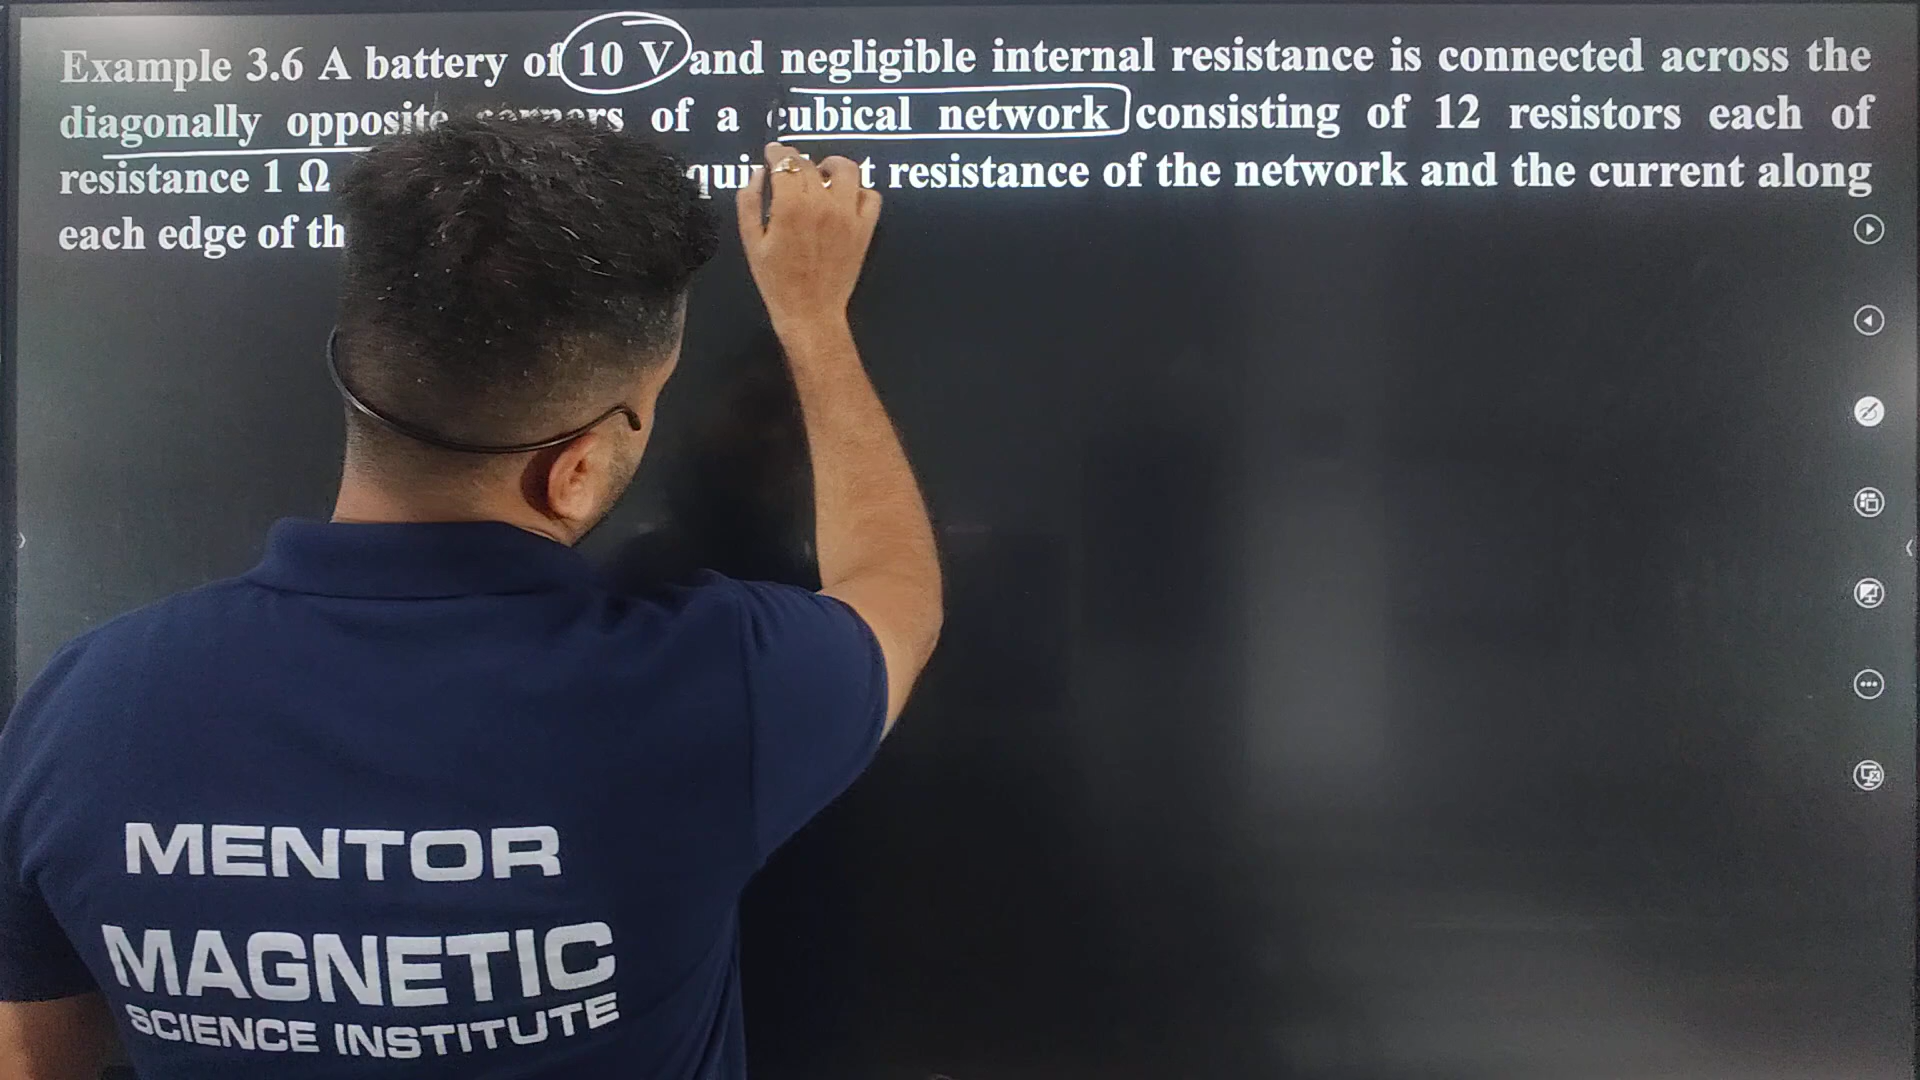 Example 3.6 A battery of 10 V and negligible internal resistance is connected across the
diagonally opposite corners of a cubical network consisting of 12 resistors each of
resistance 1 Ω resistance of the network and the current along
each edge of
MENTOR
MAGNETIC
SCIENCE INSTITUTE